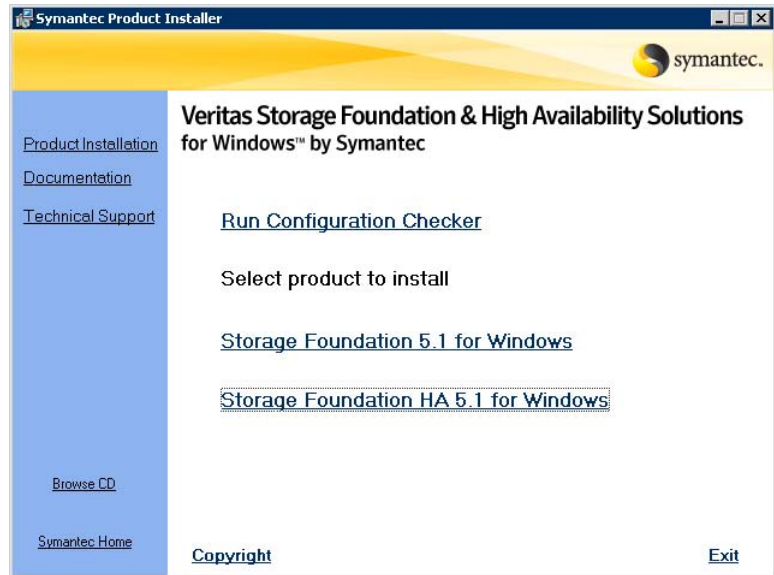 Symantec Product Installer
symantec.
Veritas Storage Foundation & High Availability Solutions
for Windows™ by Symantec
Product Installation
Documentation
Technical Support
Run Configuration Checker
Select product to install
Storage Foundation 5.1 for Windows
Storage Foundation HA 5.1 for Windows
Browse CD
Symantec Home
Copyright
Exit